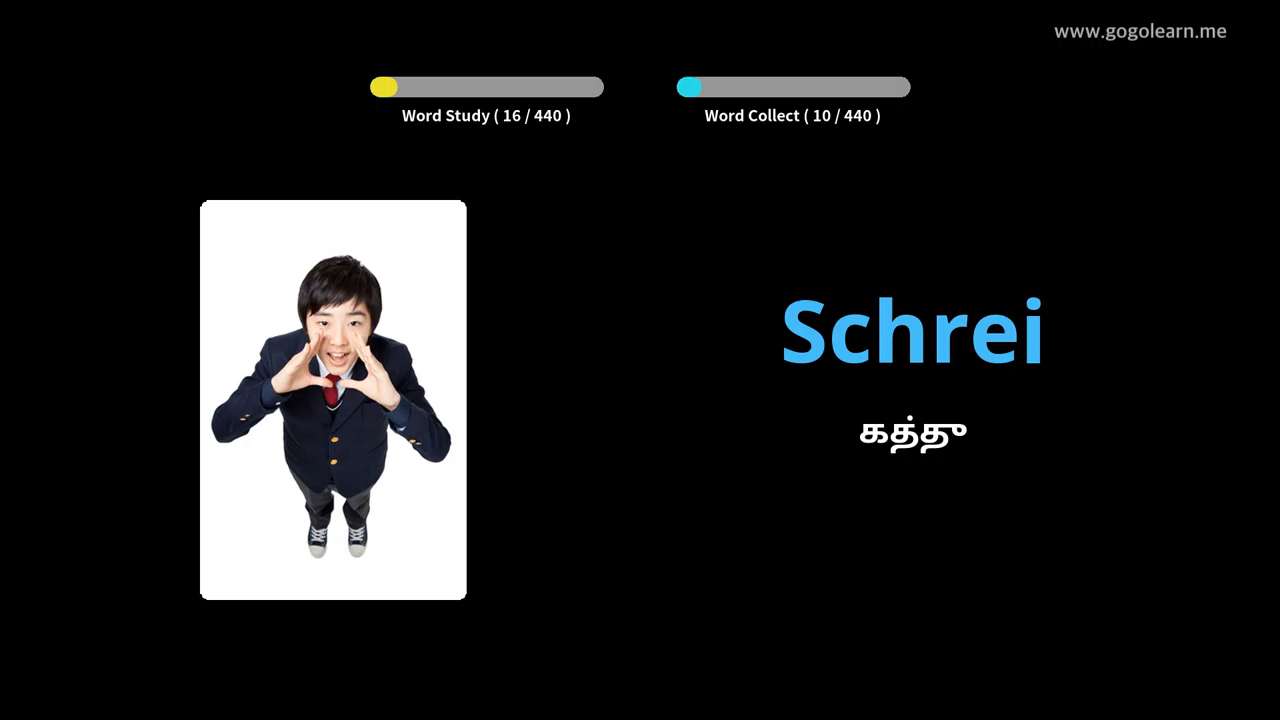 www.gogolearn.me
Word Study ( 16 / 440 )
Word Collect ( 10 / 440 )
Schrei
கத்து